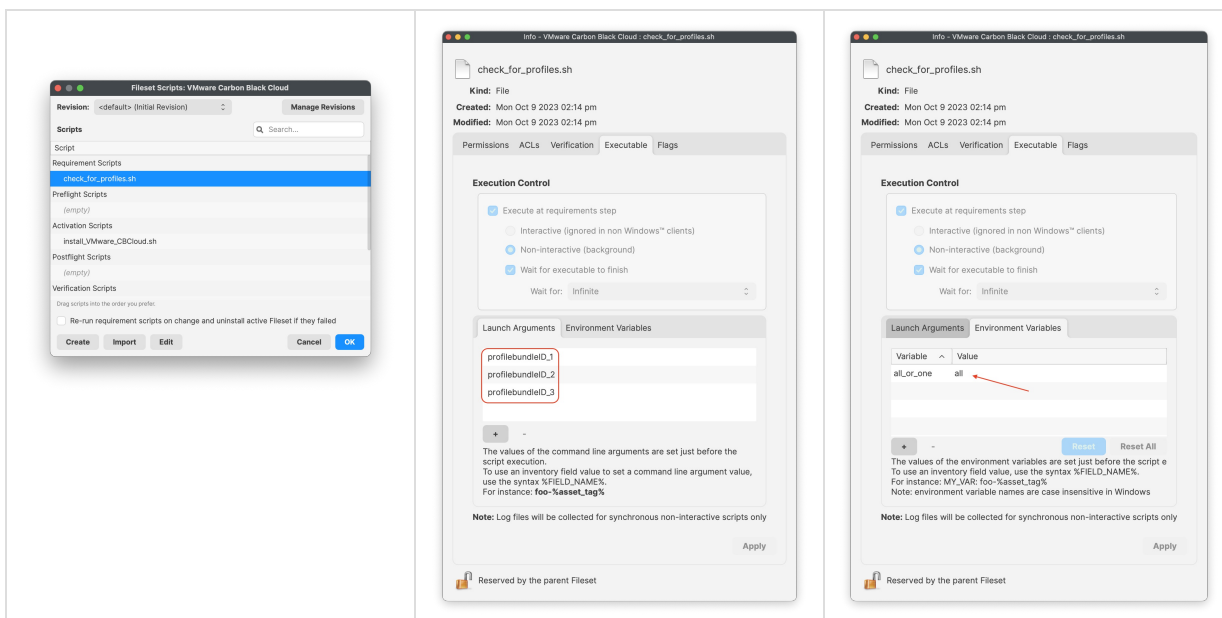 Fileset Scripts: VMware Carbon Black Cloud
Revision: <default> (Initial Revision) Manage Revisions
Scripts Search...
Script
Requirement Scripts
check_for_profiles.sh
Preflight Scripts
(empty)
Activation Scripts
install_VMware_CBCloud.sh
Postflight Scripts
(empty)
Verification Scripts
Drag scripts into the order you prefer.
Re-run requirement scripts on change and uninstall active Fileset if they failed
Create Import Edit Cancel OK
Info - VMware Carbon Black Cloud : check_for_profiles.sh
check_for_profiles.sh
Kind: File
Created: Mon Oct 9 2023 02:14 pm
Modified: Mon Oct 9 2023 02:14 pm
Permissions ACLs Verification Executable Flags
Execution Control
Execute at requirements step
Interactive (ignored in non Windows™ clients)
Non-interactive (background)
Wait for executable to finish
Wait for: Infinite
Launch Arguments Environment Variables
profilebundleID_1
profilebundleID_2
profilebundleID_3
+ -
The values of the command line arguments are set just before the
script execution.
To use an inventory field value to set a command line argument value,
use the syntax %FIELD_NAME%.
For instance: foo-%asset_tag%
Note: Log files will be collected for synchronous non-interactive scripts only
Apply
Reserved by the parent Fileset
Info - VMware Carbon Black Cloud : check_for_profiles.sh
check_for_profiles.sh
Kind: File
Created: Mon Oct 9 2023 02:14 pm
Modified: Mon Oct 9 2023 02:14 pm
Permissions ACLs Verification Executable Flags
Execution Control
Execute at requirements step
Interactive (ignored in non Windows™ clients)
Non-interactive (background)
Wait for executable to finish
Wait for: Infinite
Launch Arguments Environment Variables
Variable Value
all_or_one all
+ - Reset Reset All
The values of the environment variables are set just before the script e
To use an inventory field value, use the syntax %FIELD_NAME%.
For instance: MY_VAR: foo-%asset_tag%
Note: environment variable names are case insensitive in Windows
Note: Log files will be collected for synchronous non-interactive scripts only
Apply
Reserved by the parent Fileset